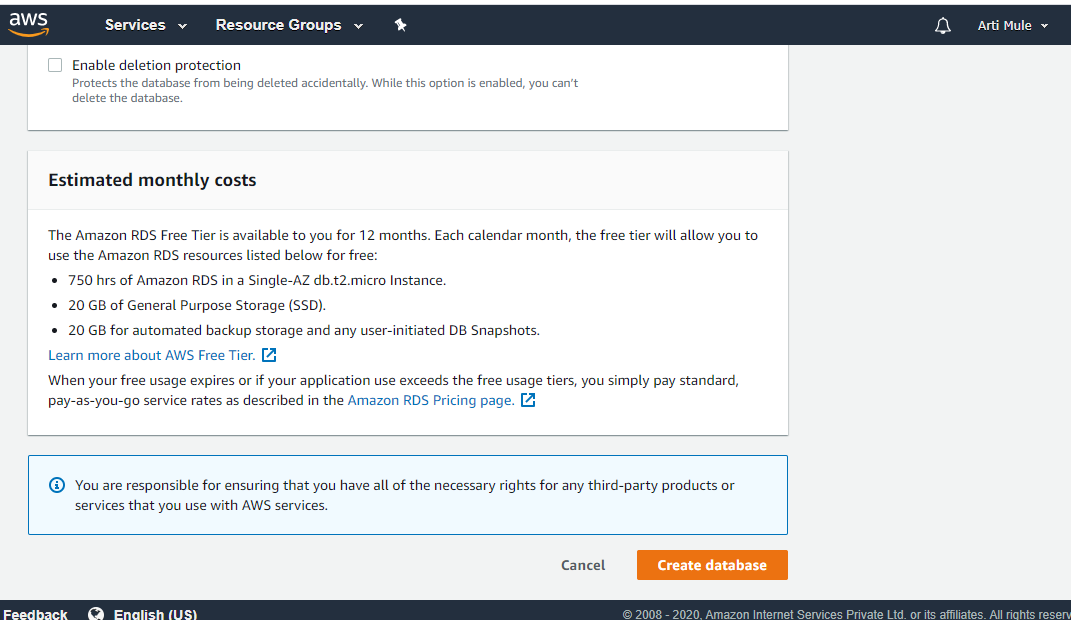 aws Services Resource Groups Arti Mule
Enable deletion protection
Protects the database from being deleted accidentally. While this option is enabled, you can't
delete the database.
Estimated monthly costs
The Amazon RDS Free Tier is available to you for 12 months. Each calendar month, the free tier will allow you to
use the Amazon RDS resources listed below for free:
• 750 hrs of Amazon RDS in a Single-AZ db.t2.micro Instance.
• 20 GB of General Purpose Storage (SSD).
• 20 GB for automated backup storage and any user-initiated DB Snapshots.
Learn more about AWS Free Tier.
When your free usage expires or if your application use exceeds the free usage tiers, you simply pay standard,
pay-as-you-go service rates as described in the Amazon RDS Pricing page.
You are responsible for ensuring that you have all of the necessary rights for any third-party products or
services that you use with AWS services.
Cancel Create database
Feedback English (US) © 2008 - 2020, Amazon Internet Services Private Ltd. or its affiliates. All rights reserv